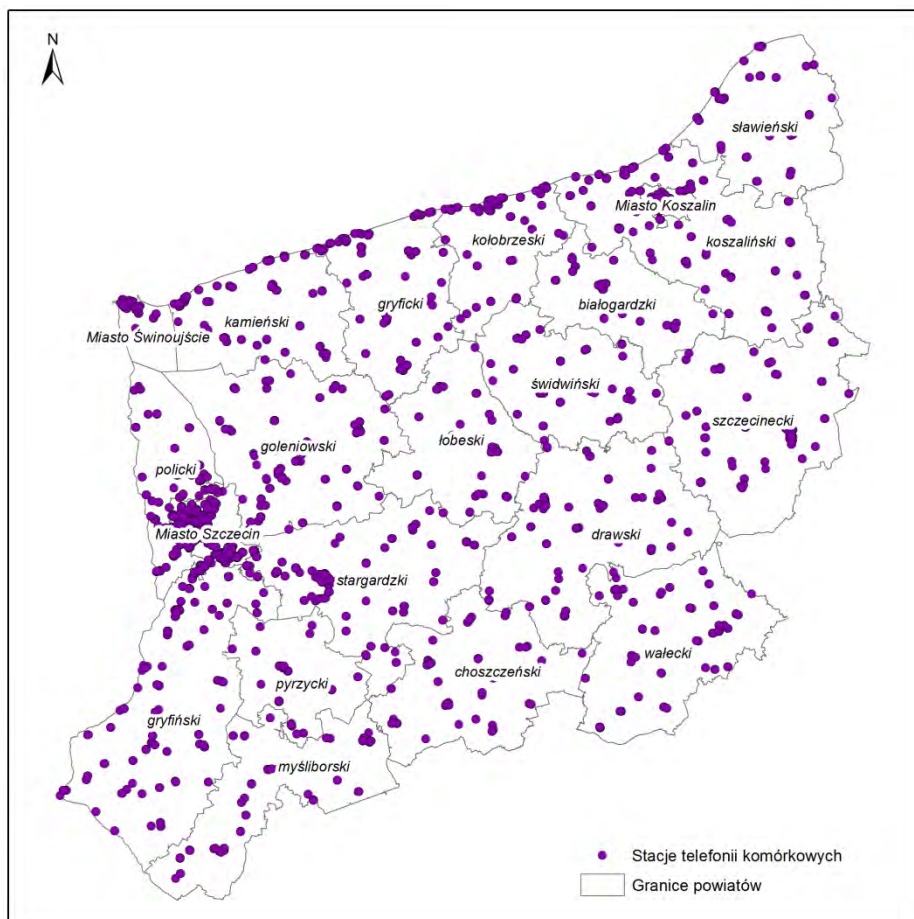 N
sławieński
Miasto Koszalin
kołobrzeski
koszaliński
gryficki
białogardzki
kamieński
Miasto Świnoujście
świdwiński
szczecinecki
łobeski
goleniowski
policki
Miasto Szczecin
drawski
stargardzki
wałecki
choszczeński
pyrzycki
gryfiński
myśliborski
Stacje telefonii komórkowych
Granice powiatów